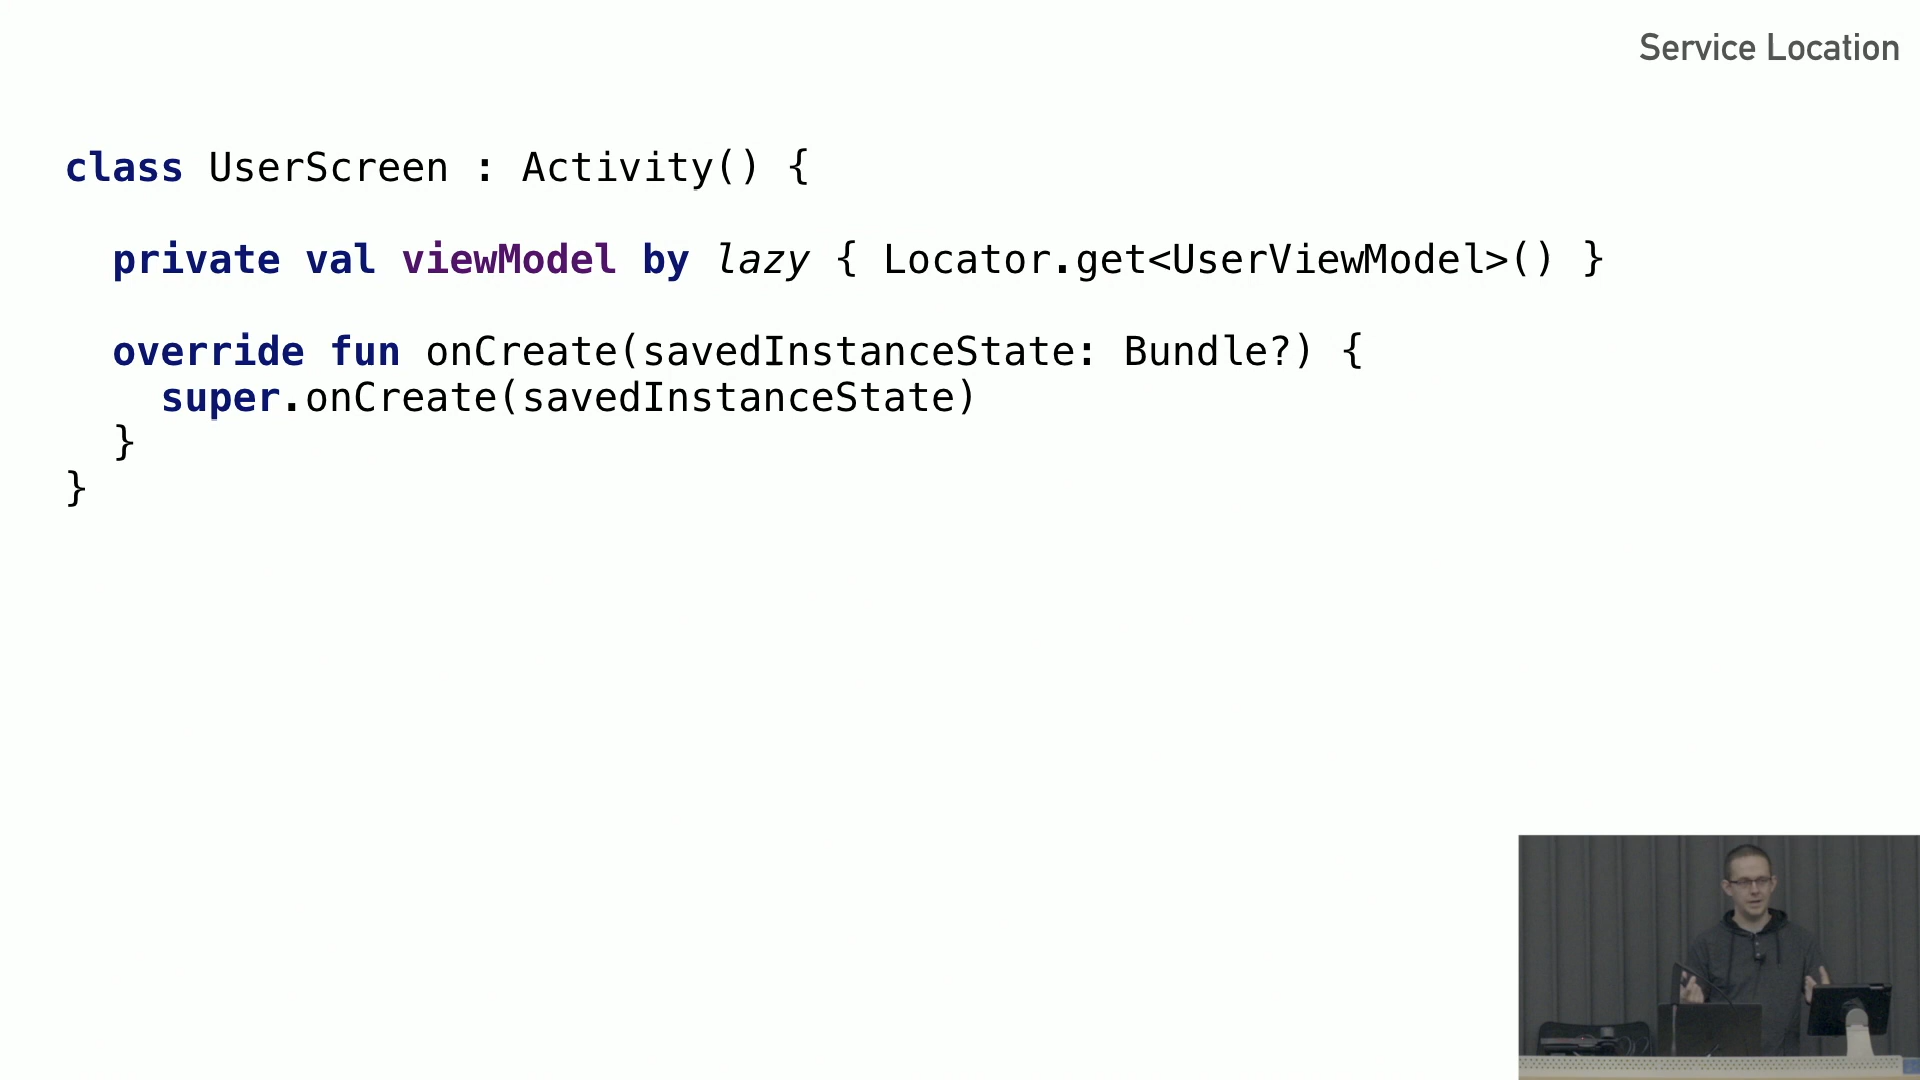 Service Location
class UserScreen : Activity() {
private val viewModel by lazy { Locator.get<UserViewModel>() }
override fun onCreate(savedInstanceState: Bundle?) {
super.onCreate(savedInstanceState)
}
}